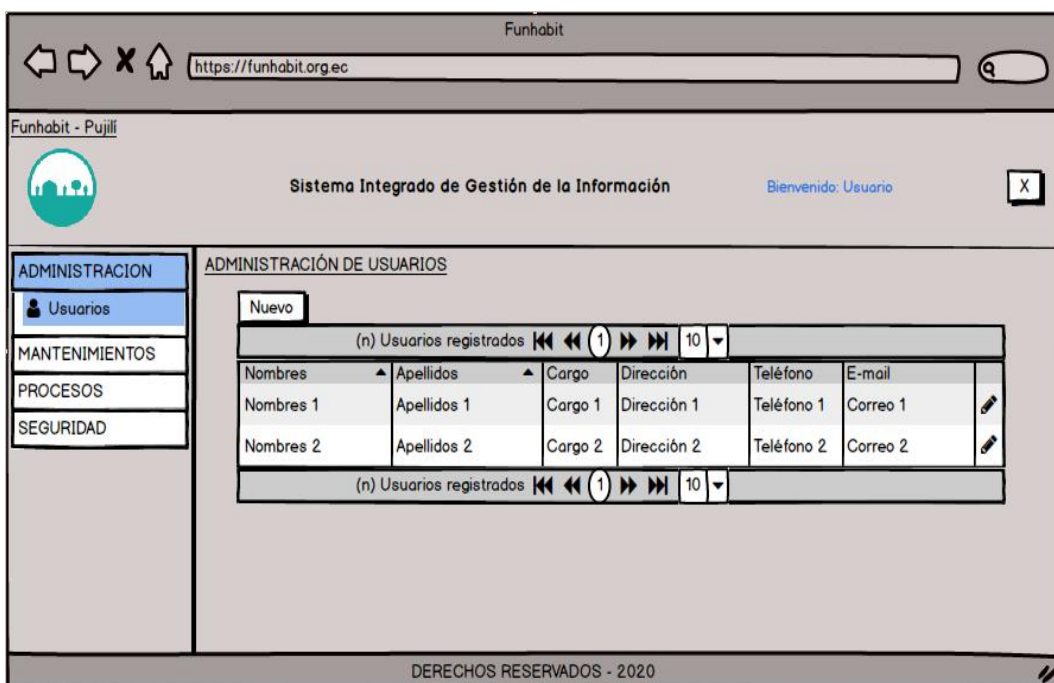 Funhabit
https://funhabit.org.ec
Funhabit - Pujilí
Sistema Integrado de Gestión de la Información
Bienvenido: Usuario
X
ADMINISTRACION
Usuarios
MANTENIMIENTOS
PROCESOS
SEGURIDAD
ADMINISTRACIÓN DE USUARIOS
Nuevo
(n) Usuarios registrados 1 10
Nombres Apellidos Cargo Dirección Teléfono E-mail
Nombres 1 Apellidos 1 Cargo 1 Dirección 1 Teléfono 1 Correo 1
Nombres 2 Apellidos 2 Cargo 2 Dirección 2 Teléfono 2 Correo 2
(n) Usuarios registrados 1 10
DERECHOS RESERVADOS - 2020